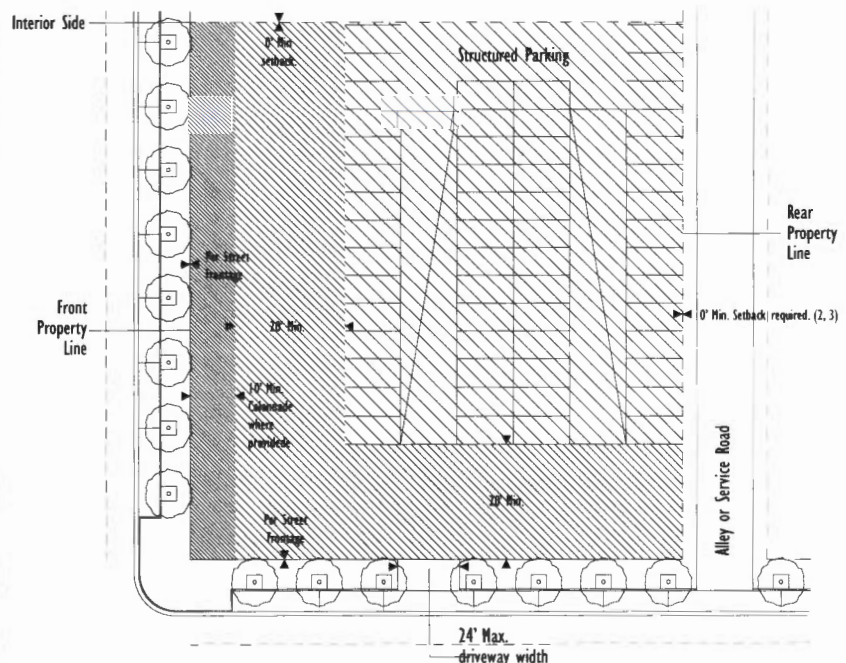 Interior Side
0' Min
setback.
Structured Parking
Rear
Property
Line
Per Street
Frontage
Front
Property
Line
20' Min.
0' Min. Setback required. (2, 3)
10' Min.
Colonnade
where
providede
Alley or Service Road
20' Min.
Per Street
Frontage
24' Max.
driveway width